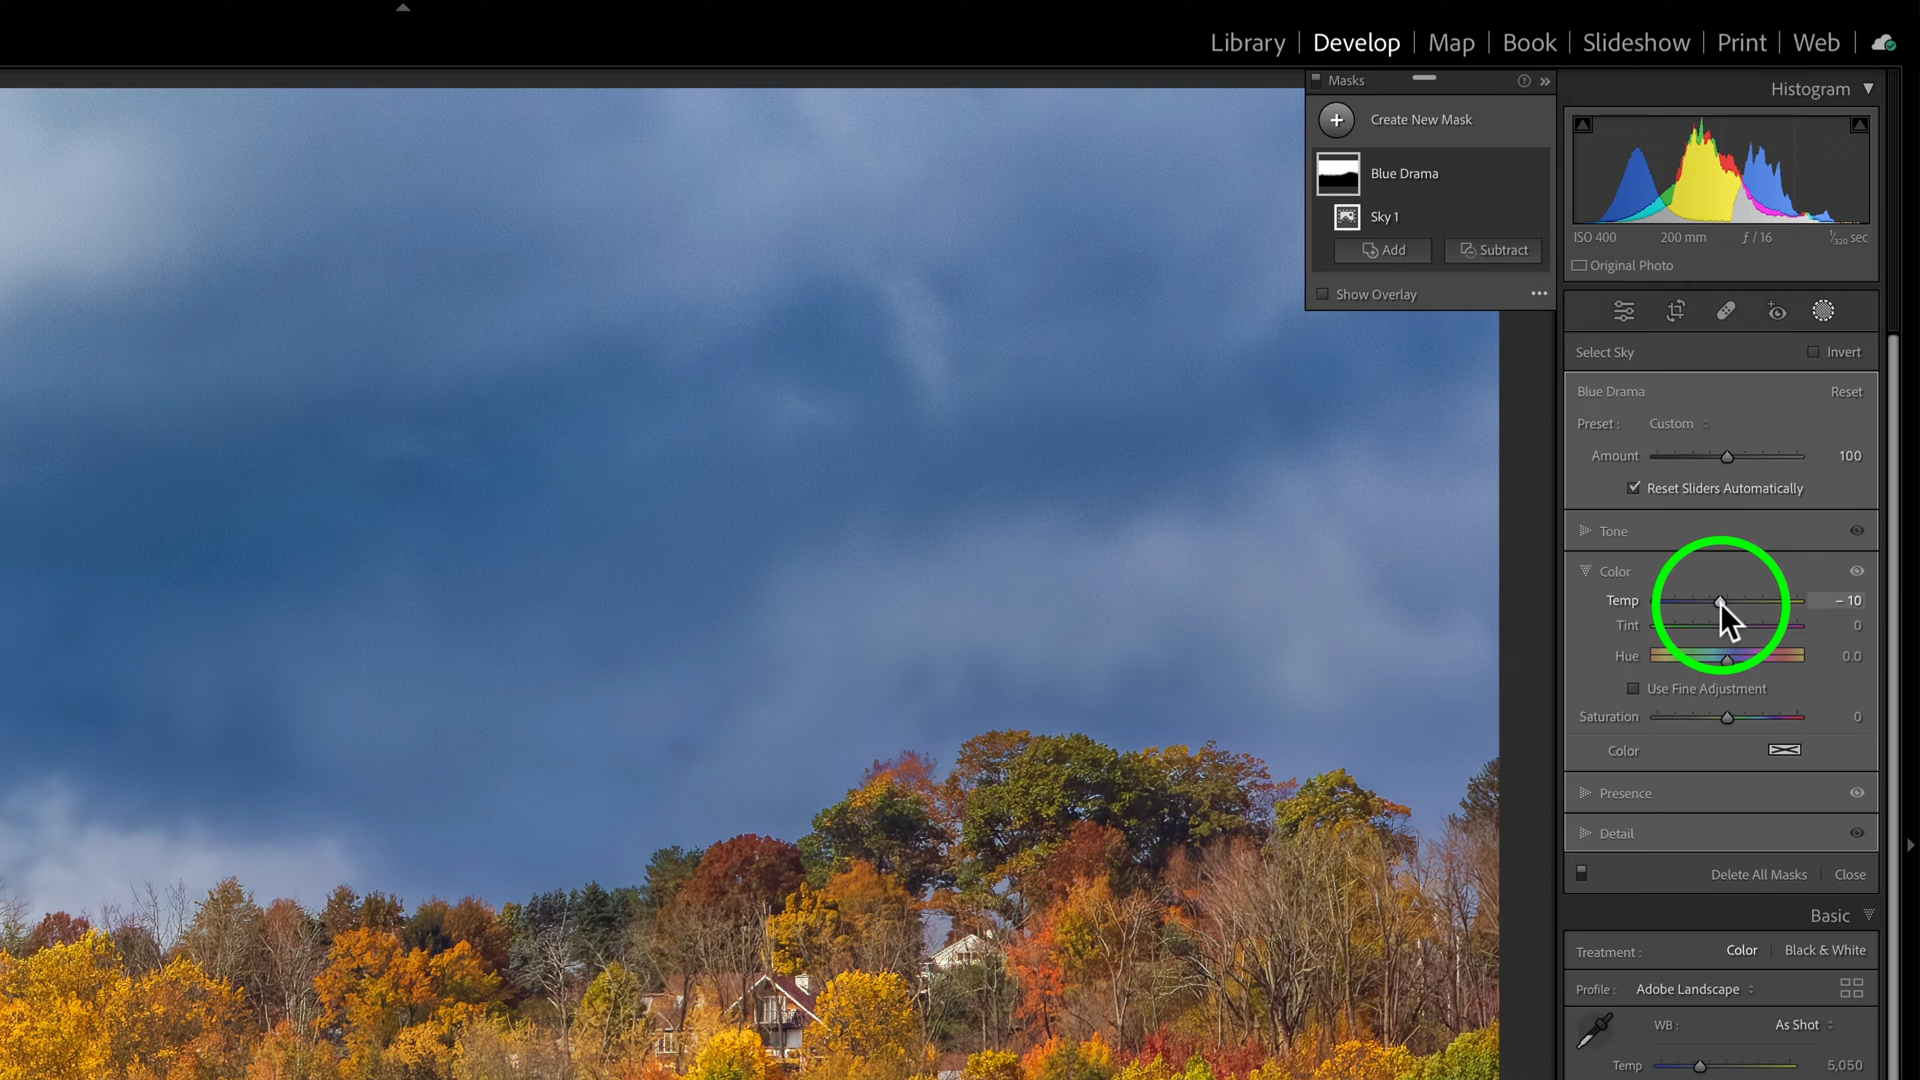 Library | Develop | Map | Book | Slideshow | Print | Web
Masks
Create New Mask
Blue Drama
Sky 1
Add
Subtract
Show Overlay
Histogram
ISO 400 200 mm ƒ / 16 1/320 sec
Original Photo
Select Sky Invert
Blue Drama Reset
Preset : Custom
Amount 100
Reset Sliders Automatically
Tone
Color
Temp – 10
Tint 0
Hue 0.0
Use Fine Adjustment
Saturation 0
Color
Presence
Detail
Delete All Masks | Close
Basic
Treatment : Color | Black & White
Profile : Adobe Landscape
WB : As Shot
Temp 5,050